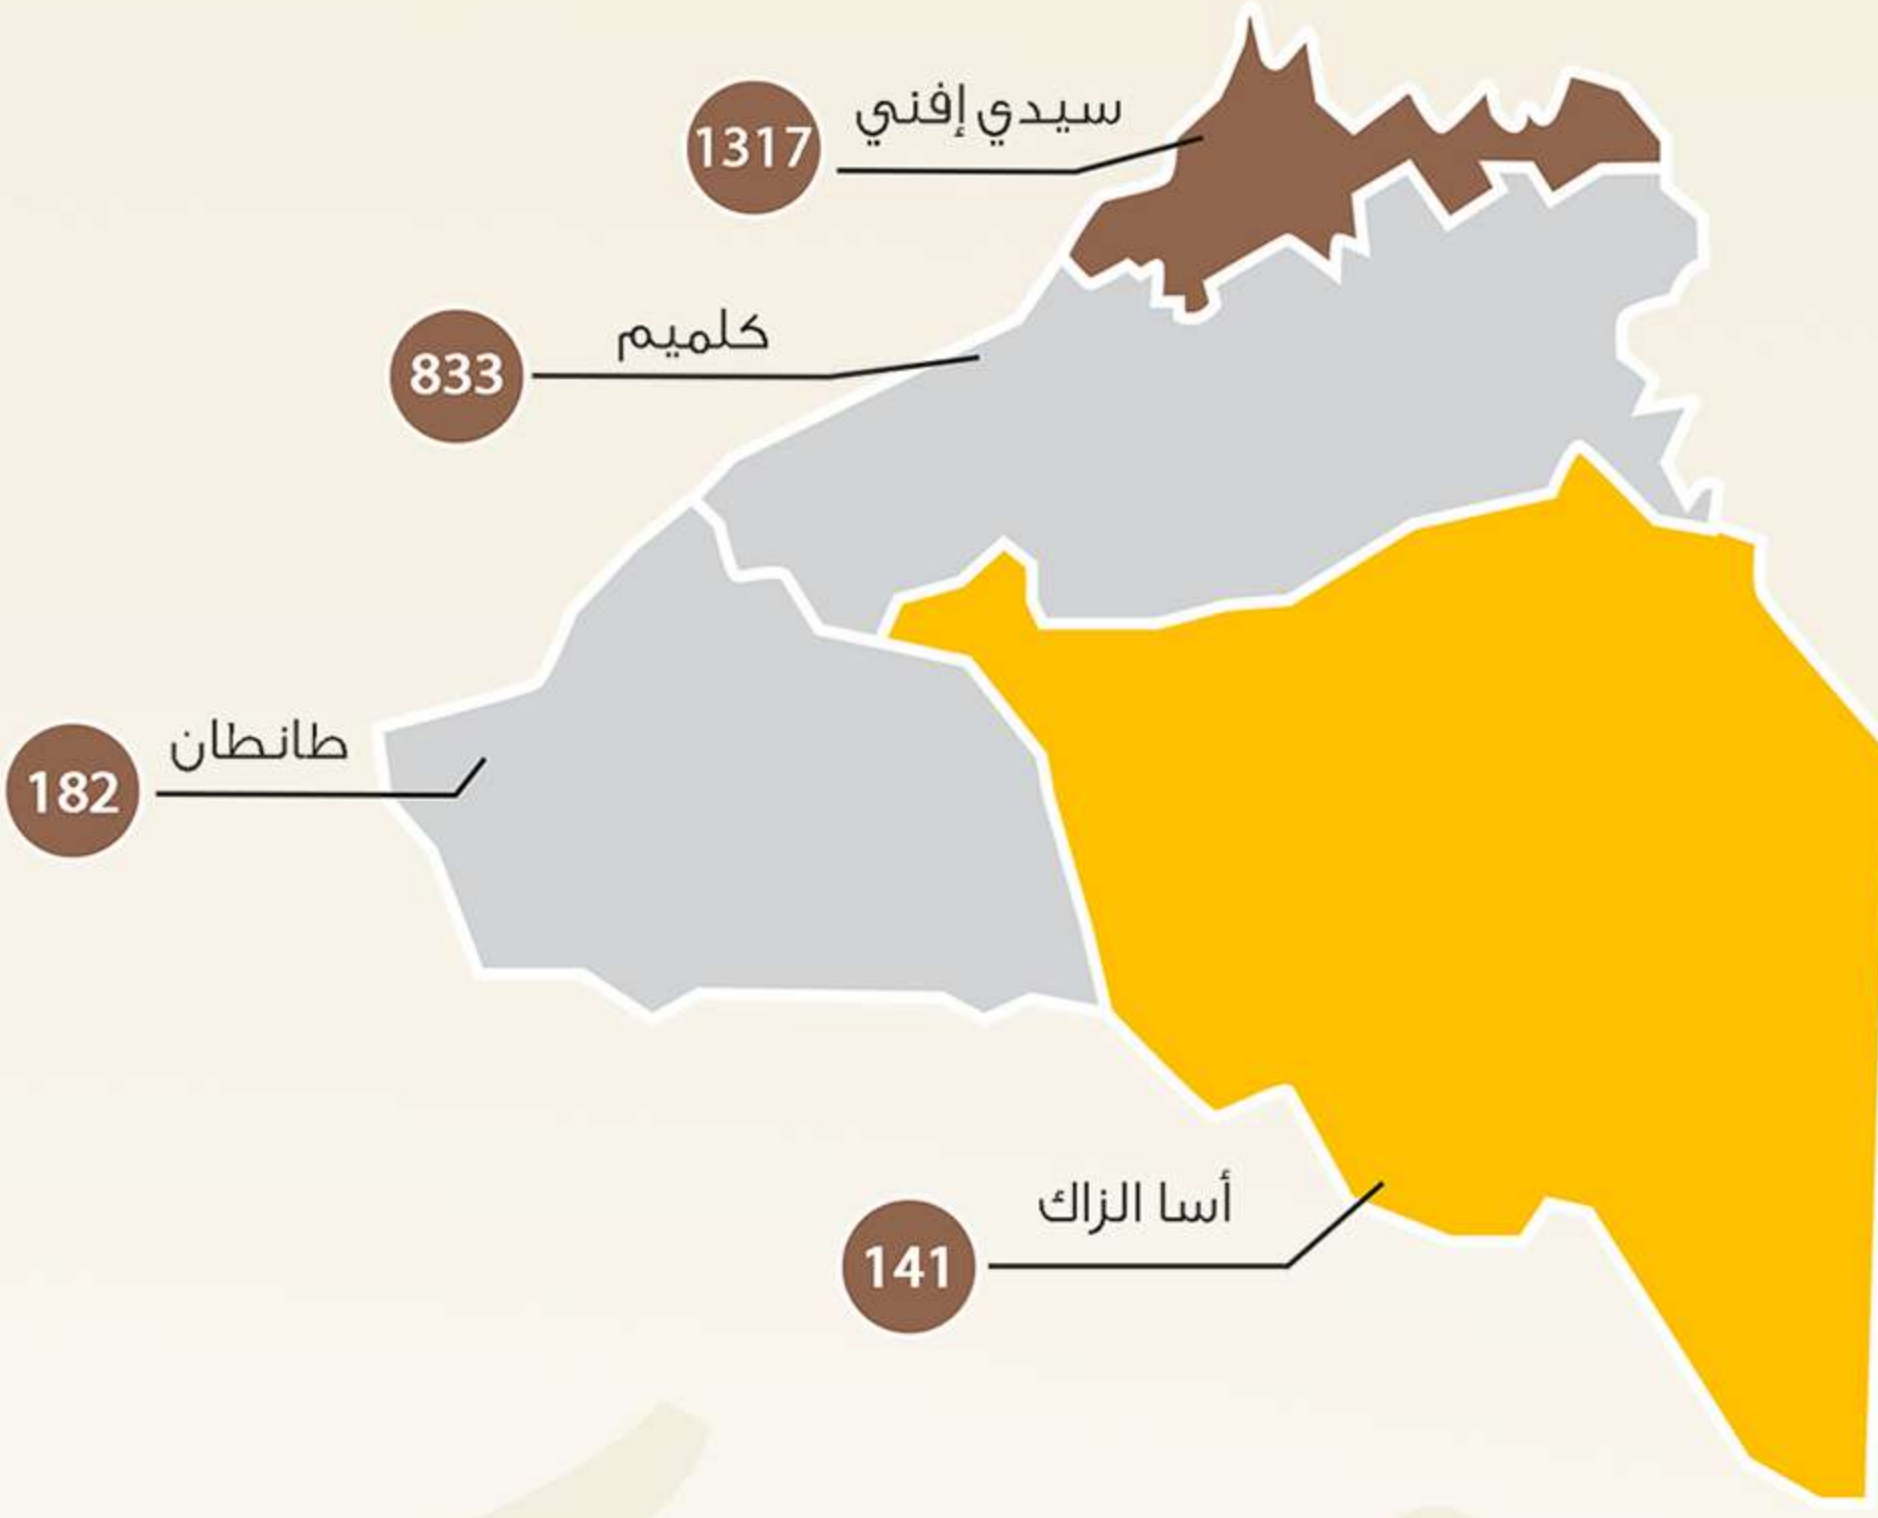 سيدي إفني
1317
كلميم
833
طانطان
182
أسا الزاك
141